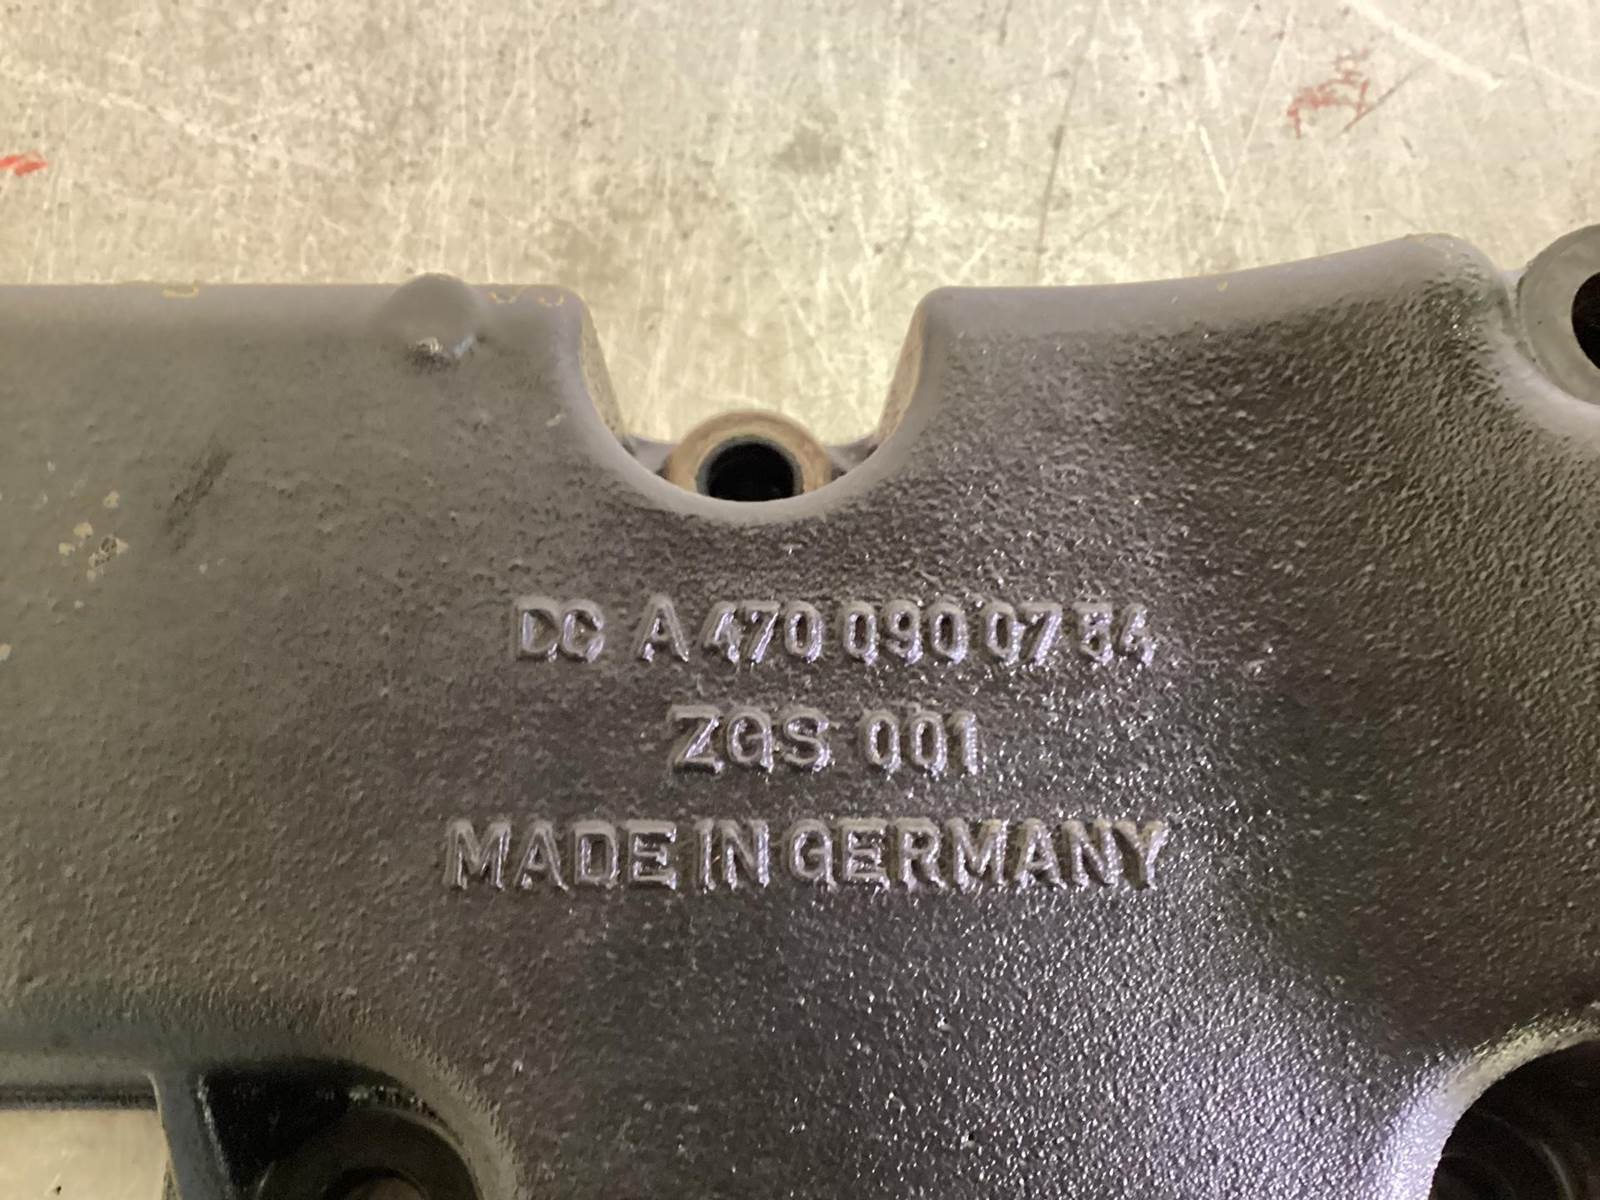 DC A 470 090 07 54
ZGS 001
MADE IN GERMANY